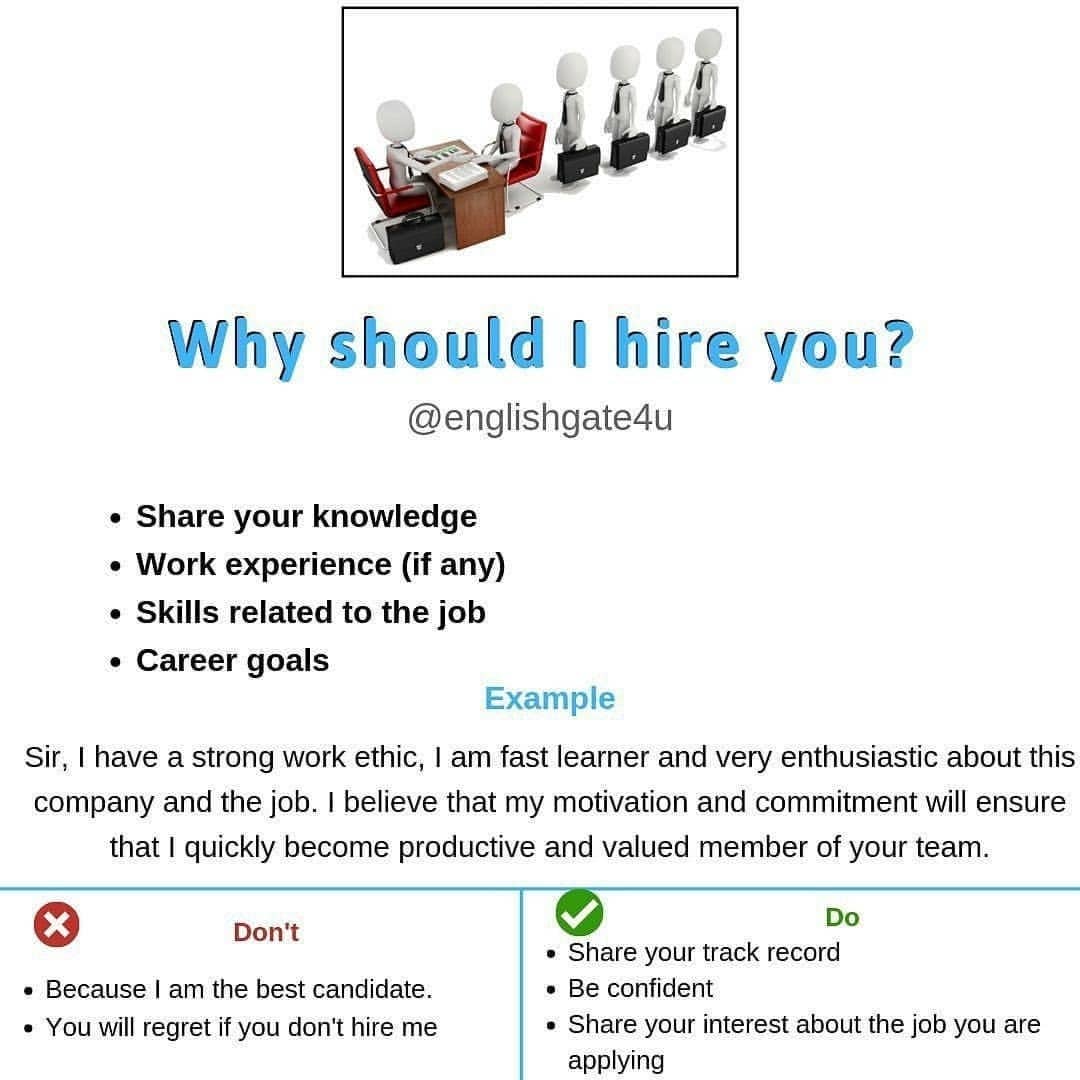 Why should I hire you?
@englishgate4u
Share your knowledge
Work experience (if any)
Skills related to the job
Career goals
Example
Sir, I have a strong work ethic, I am fast learner and very enthusiastic about this
company and the job. I believe that my motivation and commitment will ensure
that I quickly become productive and valued member of your team.
Don't
Because I am the best candidate.
You will regret if you don't hire me
Do
Share your track record
Be confident
Share your interest about the job you are
applying